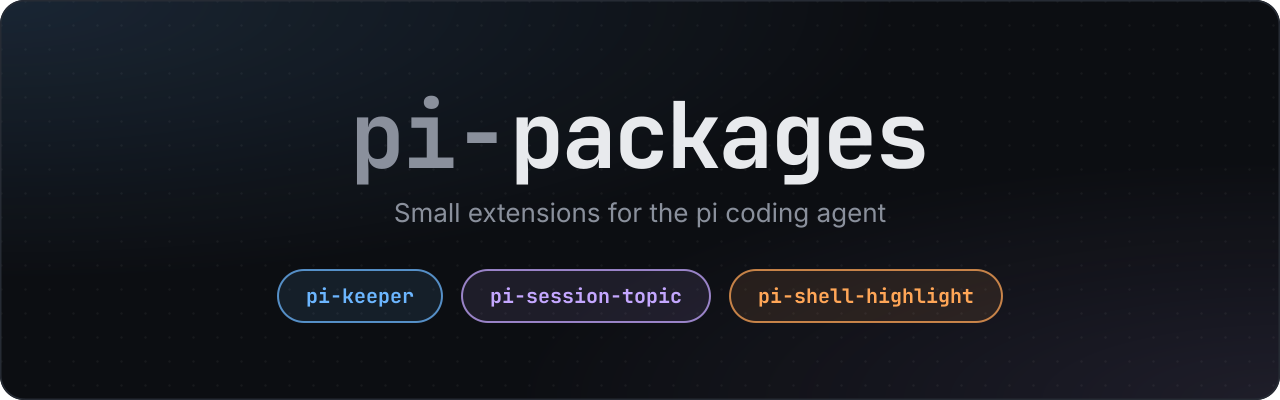 pi-packages
Small extensions for the pi coding agent
pi-keeper
pi-session-topic
pi-shell-highlight